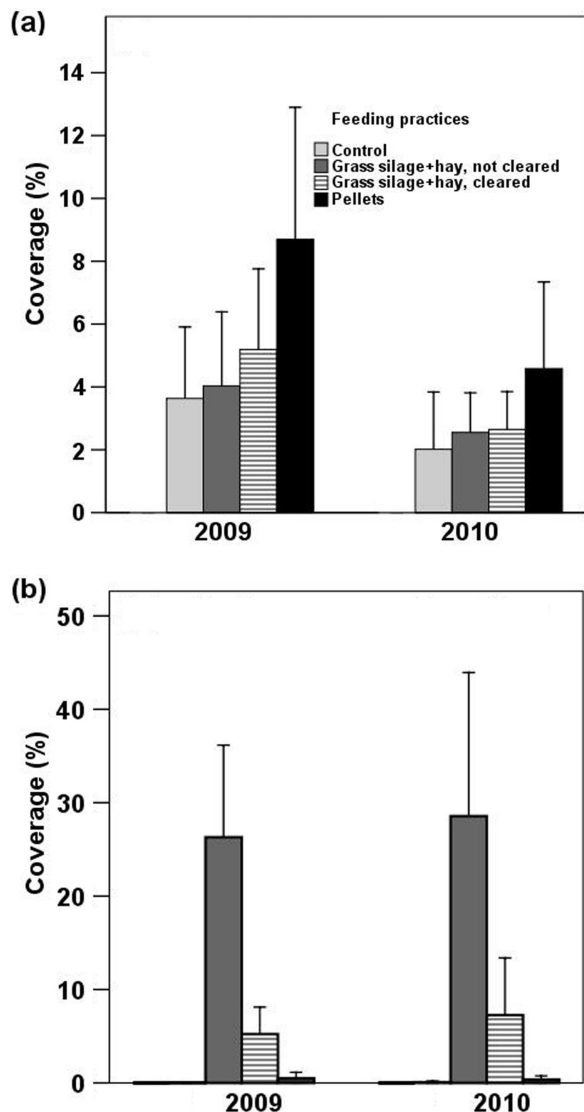 (a)
14
12
10
8
6
4
2
0
Coverage (%)
Feeding practices
Control
Grass silage+hay, not cleared
Grass silage+hay, cleared
Pellets
2009 2010
(b)
50
40
30
20
10
0
Coverage (%)
2009 2010